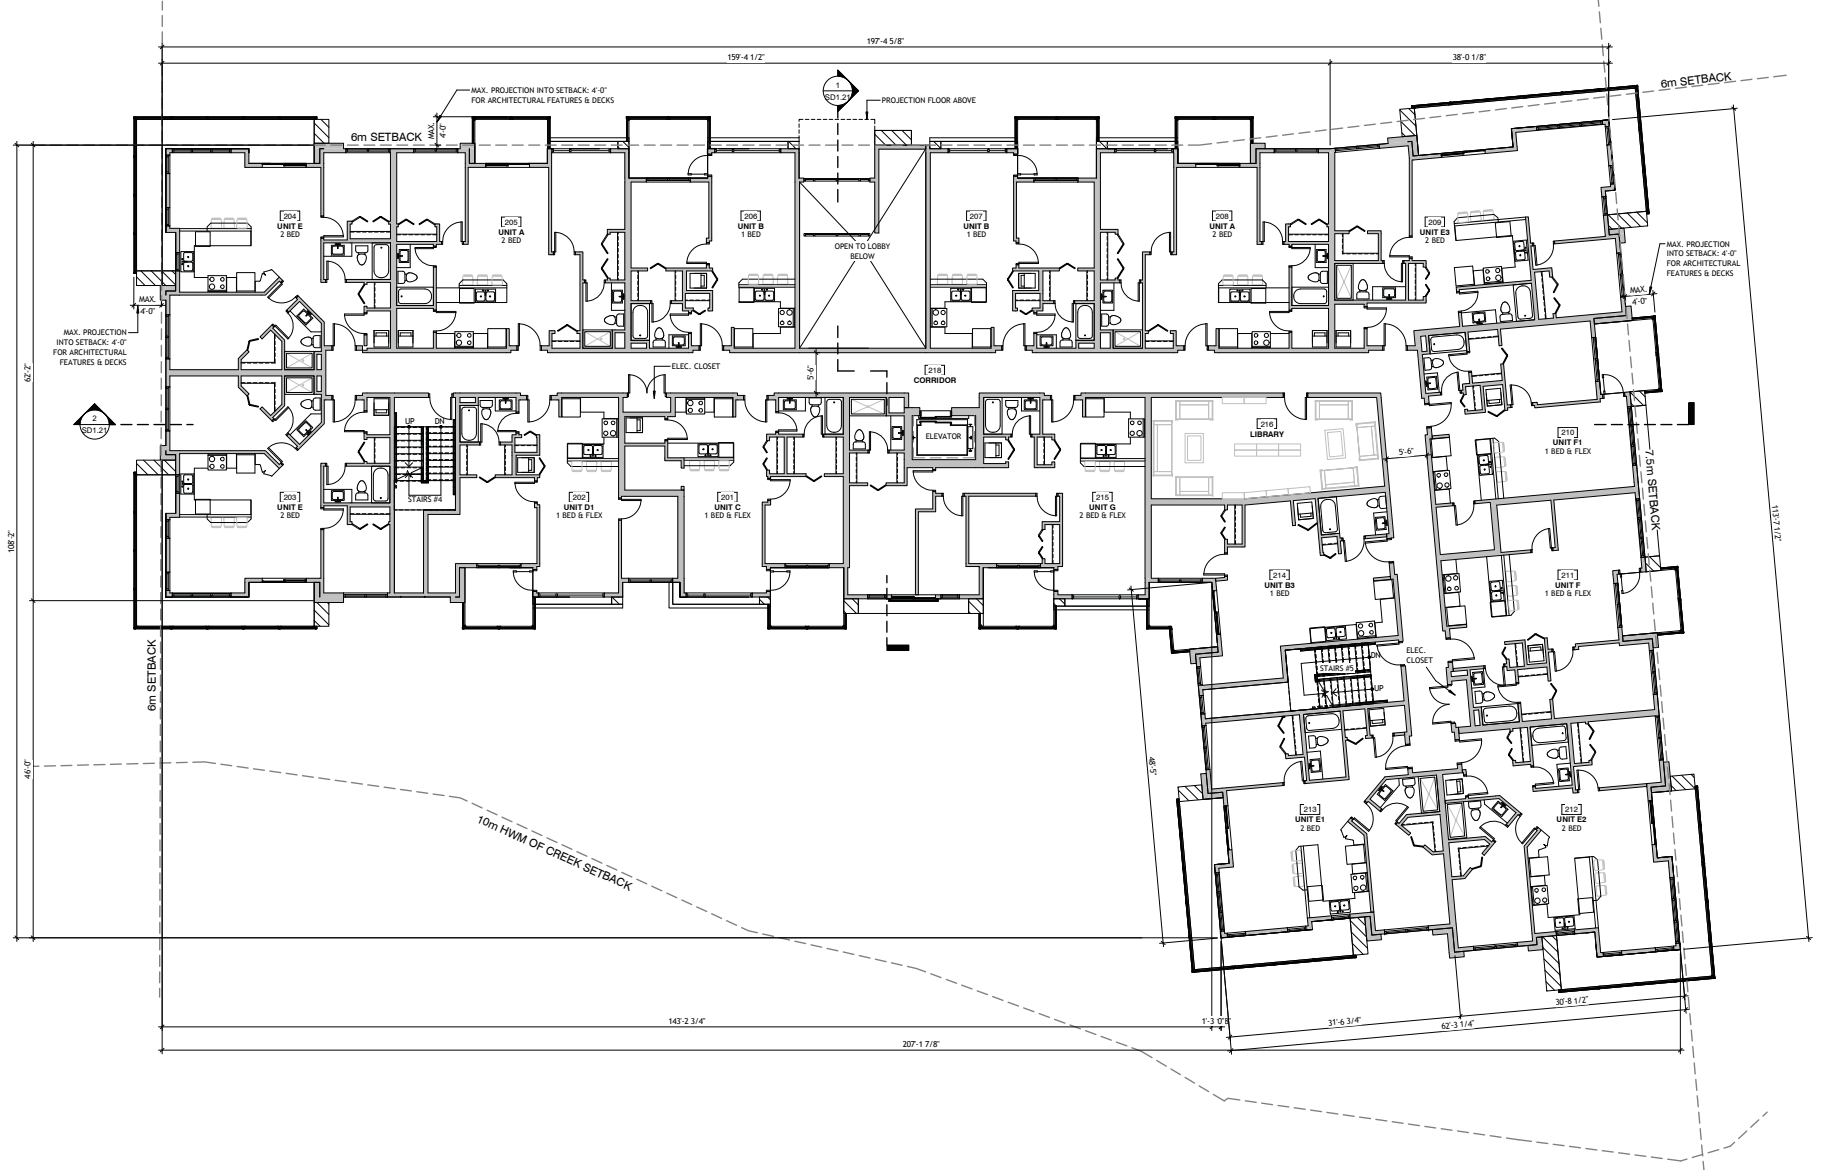 197'-4 5/8"
159'-4 1/2"
38'-0 1/8"
6m SETBACK
MAX. PROJECTION INTO SETBACK: 4'-0"
FOR ARCHITECTURAL FEATURES & DECKS
1
SD1.21
PROJECTION FLOOR ABOVE
6m SETBACK
MAX.
4'-0"
[204]
UNIT E
2 BED
[205]
UNIT A
2 BED
[206]
UNIT B
1 BED
OPEN TO LOBBY
BELOW
[207]
UNIT B
1 BED
[208]
UNIT A
2 BED
[209]
UNIT E3
2 BED
MAX. PROJECTION
INTO SETBACK: 4'-0"
FOR ARCHITECTURAL
FEATURES & DECKS
MAX.
4'-0"
MAX.
4'-0"
MAX. PROJECTION
INTO SETBACK: 4'-0"
FOR ARCHITECTURAL
FEATURES & DECKS
62'-2"
ELEC. CLOSET
5'-6"
[218]
CORRIDOR
2
SD1.21
UP
DN
STAIRS #4
ELEVATOR
[216]
LIBRARY
5'-6"
[210]
UNIT F1
1 BED & FLEX
7.5m SETBACK
[203]
UNIT E
2 BED
[202]
UNIT D1
1 BED & FLEX
[201]
UNIT C
1 BED & FLEX
[215]
UNIT G
2 BED & FLEX
108'-2"
113'-7 1/2"
[214]
UNIT B3
1 BED
[211]
UNIT F
1 BED & FLEX
6m SETBACK
DN
STAIRS #5
UP
ELEC.
CLOSET
46'-0"
48'-5"
10m HWM OF CREEK SETBACK
[213]
UNIT E1
2 BED
[212]
UNIT E2
2 BED
30'-8 1/2"
143'-2 3/4"
31'-6 3/4"
62'-3 1/4"
207'-1 7/8"